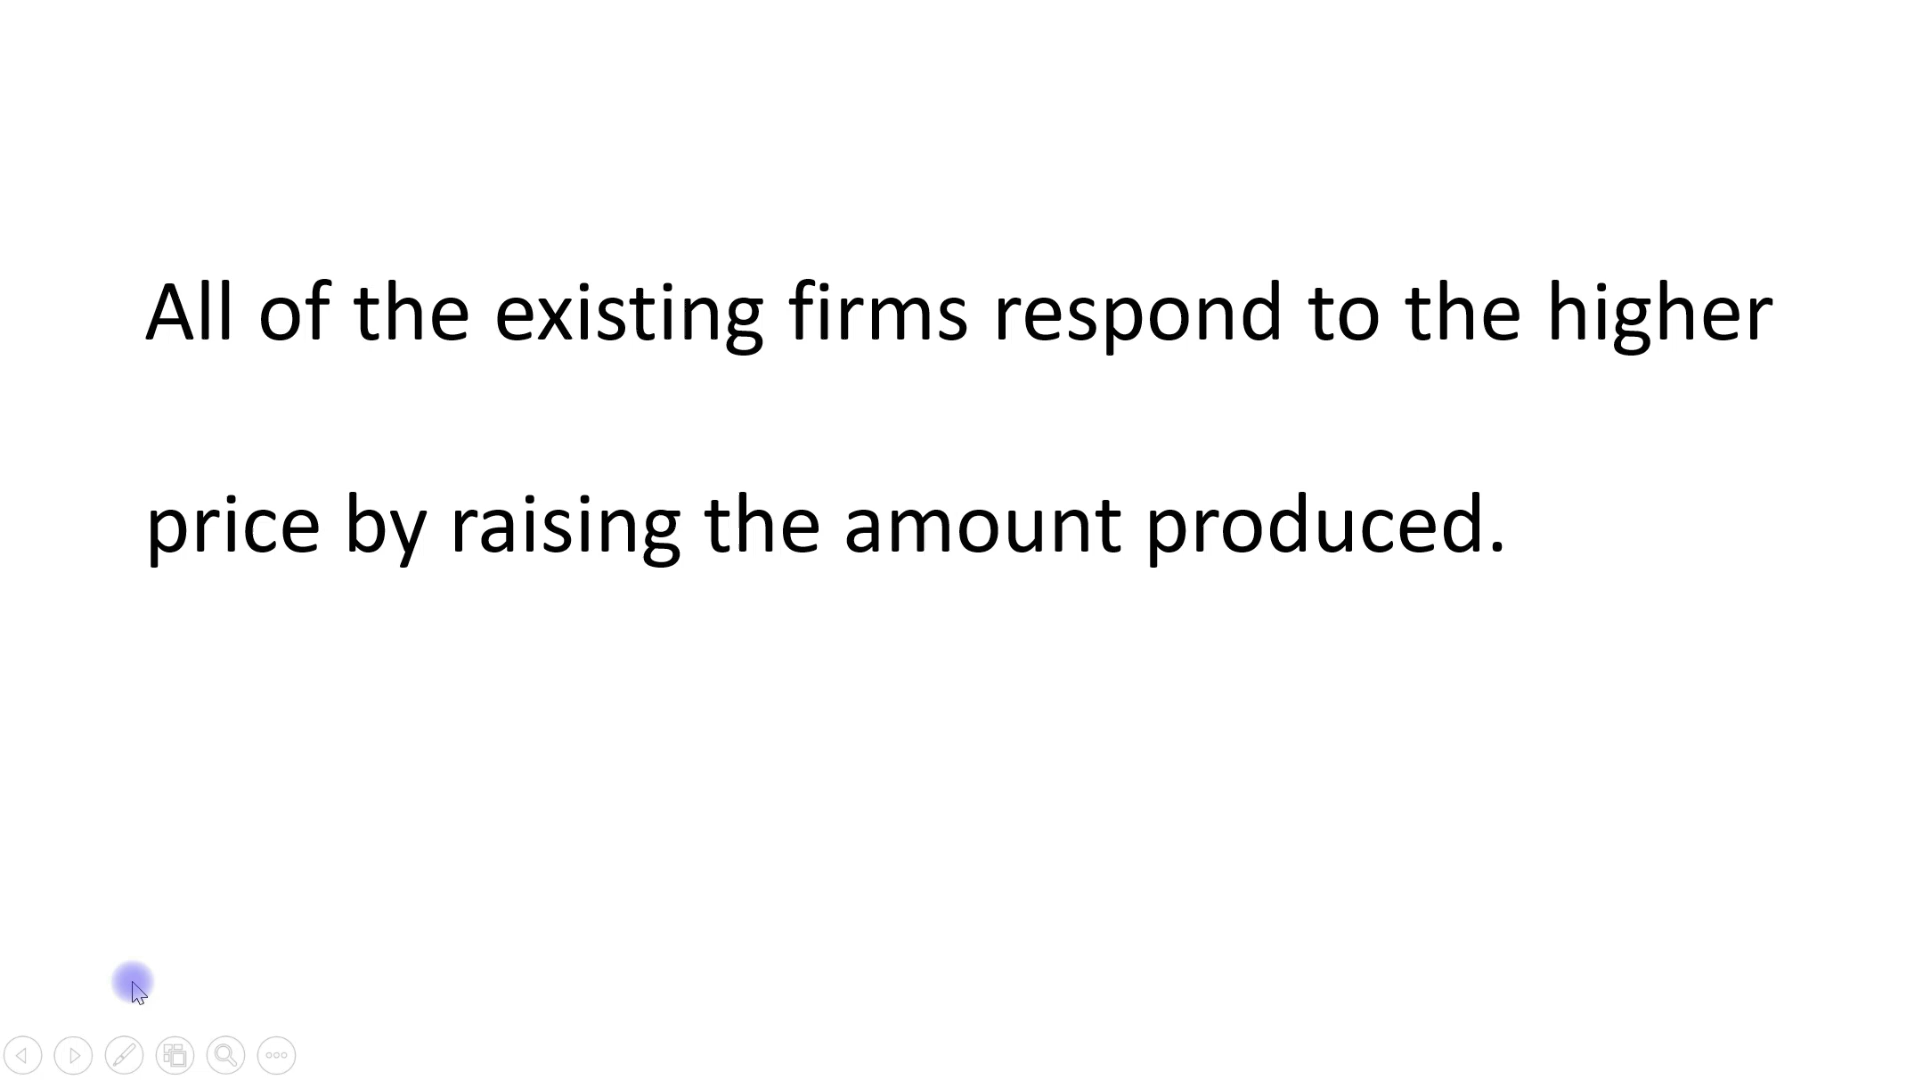 All of the existing firms respond to the higher
price by raising the amount produced.